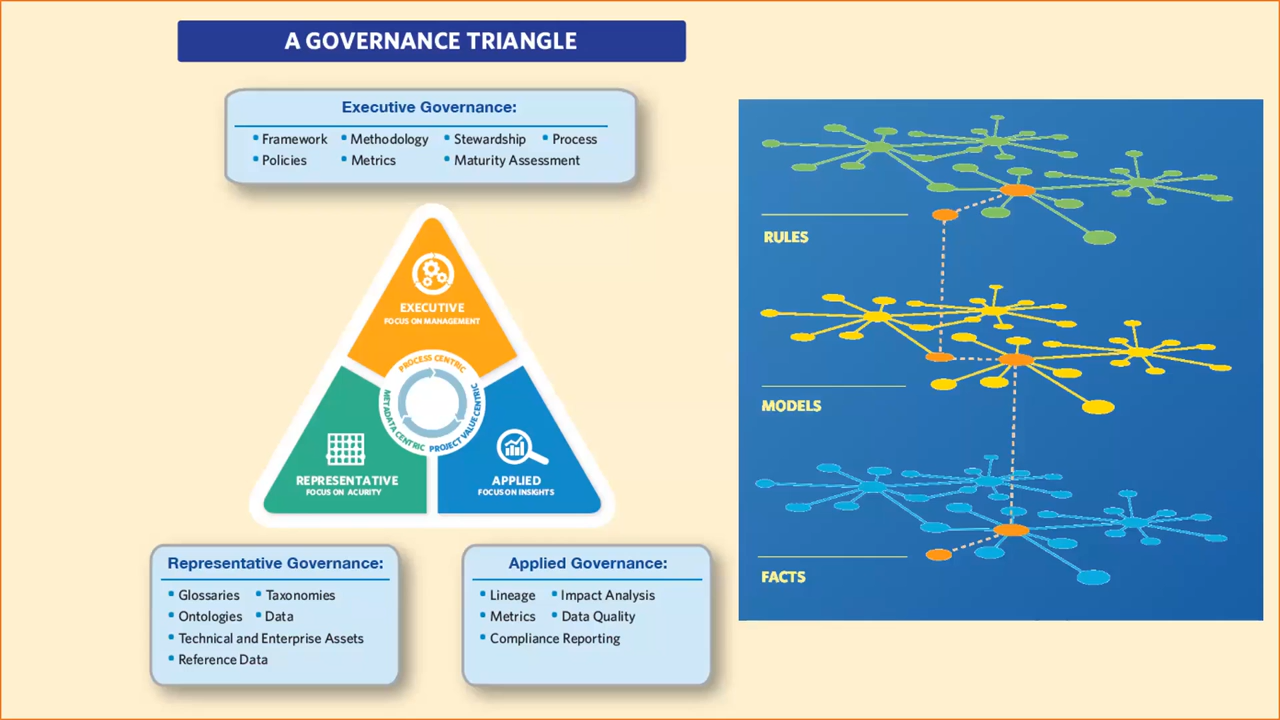 A GOVERNANCE TRIANGLE
Executive Governance:
• Framework • Methodology • Stewardship • Process
• Policies • Metrics • Maturity Assessment
EXECUTIVE
FOCUS ON MANAGEMENT
PROCESS CENTRIC
METADATA CENTRIC
PROJECT VALUE CENTRIC
REPRESENTATIVE
FOCUS ON ACURITY
APPLIED
FOCUS ON INSIGHTS
Representative Governance:
• Glossaries • Taxonomies
• Ontologies • Data
• Technical and Enterprise Assets
• Reference Data
Applied Governance:
• Lineage • Impact Analysis
• Metrics • Data Quality
• Compliance Reporting
RULES
MODELS
FACTS